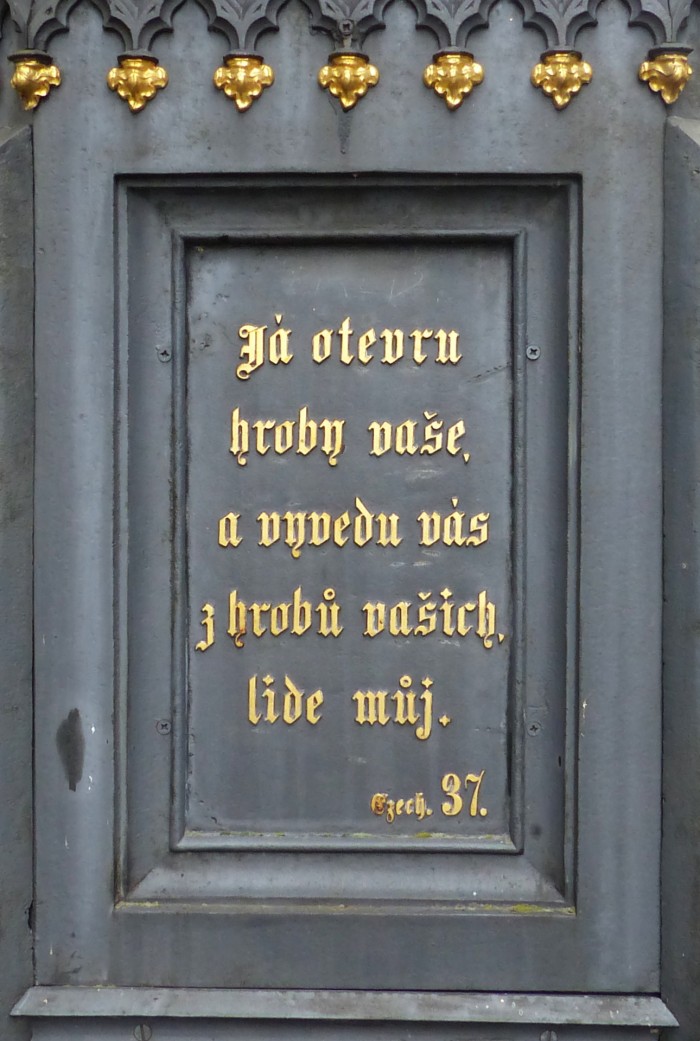 Já otevru
hroby vaše,
a vyvedu vás
z hrobů vašich,
lide můj.
Ezech. 37.